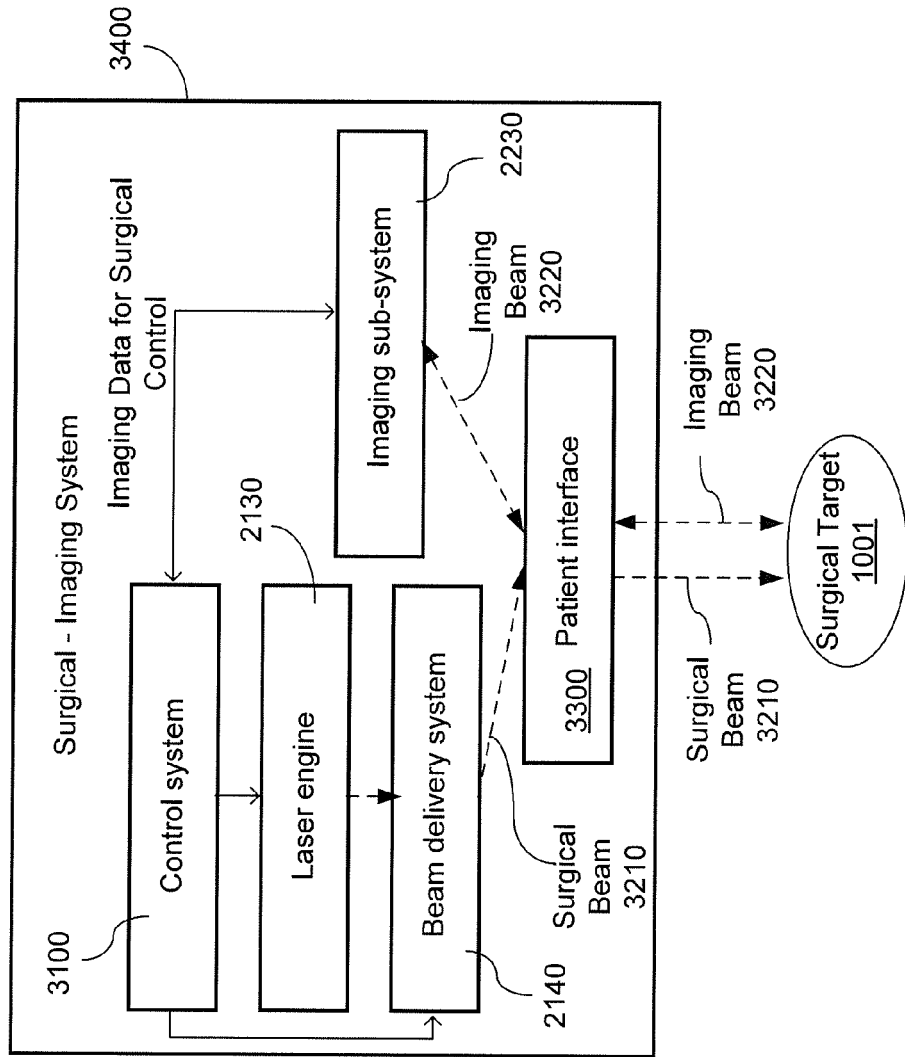 3400
Surgical - Imaging System
Imaging Data for Surgical
Control
3100
Control system
2130
Laser engine
Imaging sub-system
2230
Beam delivery system
2140
Surgical
Beam
3210
Imaging
Beam
3220
Patient interface
3300
Surgical
Beam
3210
Imaging
Beam
3220
Surgical Target
1001